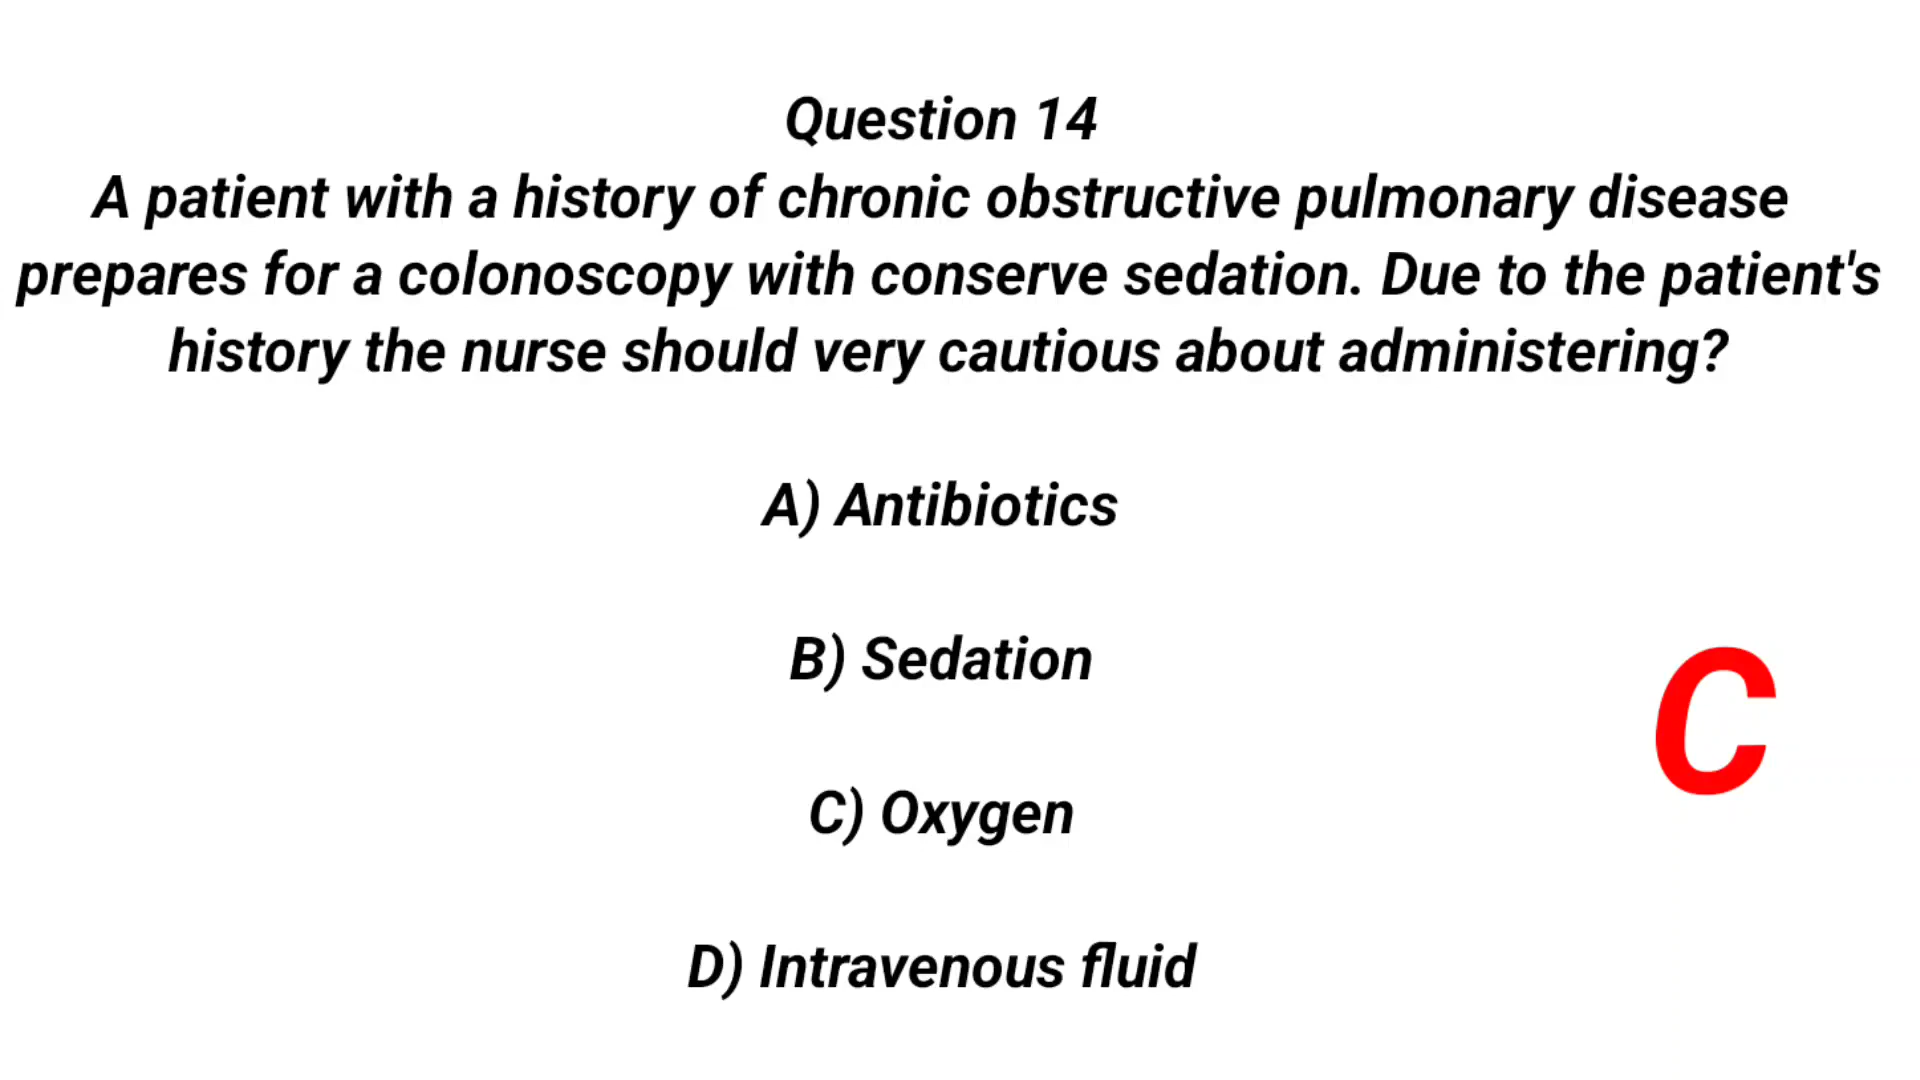 Question 14
A patient with a history of chronic obstructive pulmonary disease
prepares for a colonoscopy with conserve sedation. Due to the patient's
history the nurse should very cautious about administering?
A) Antibiotics
B) Sedation
C
C) Oxygen
D) Intravenous fluid